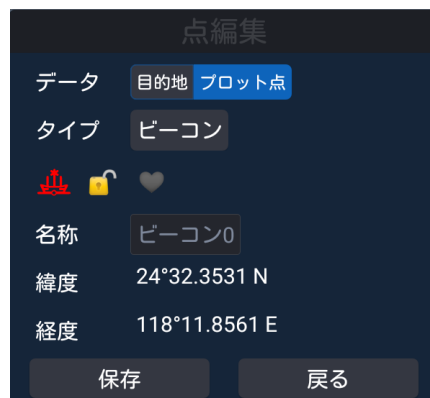 点編集
データ 目的地 プロット点
タイプ ビーコン
名称 ビーコン0
緯度 24°32.3531 N
経度 118°11.8561 E
保存 戻る